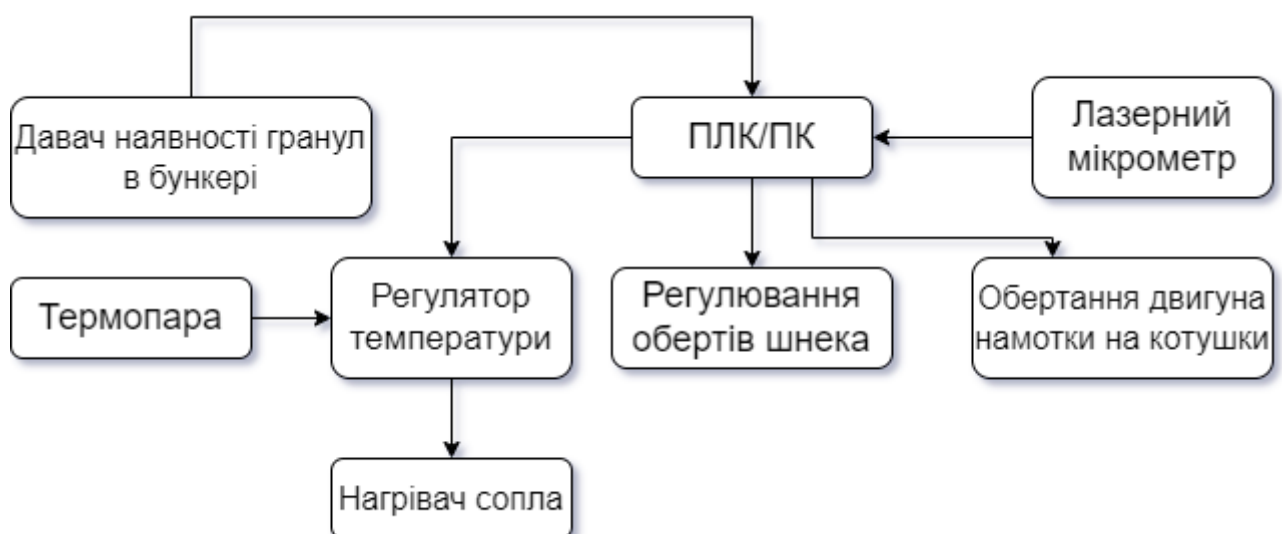 Давач наявності гранул
в бункері
ПЛК/ПК
Лазерний
мікрометр
Термопара
Регулятор
температури
Регулювання
обертів шнека
Обертання двигуна
намотки на котушки
Нагрівач сопла